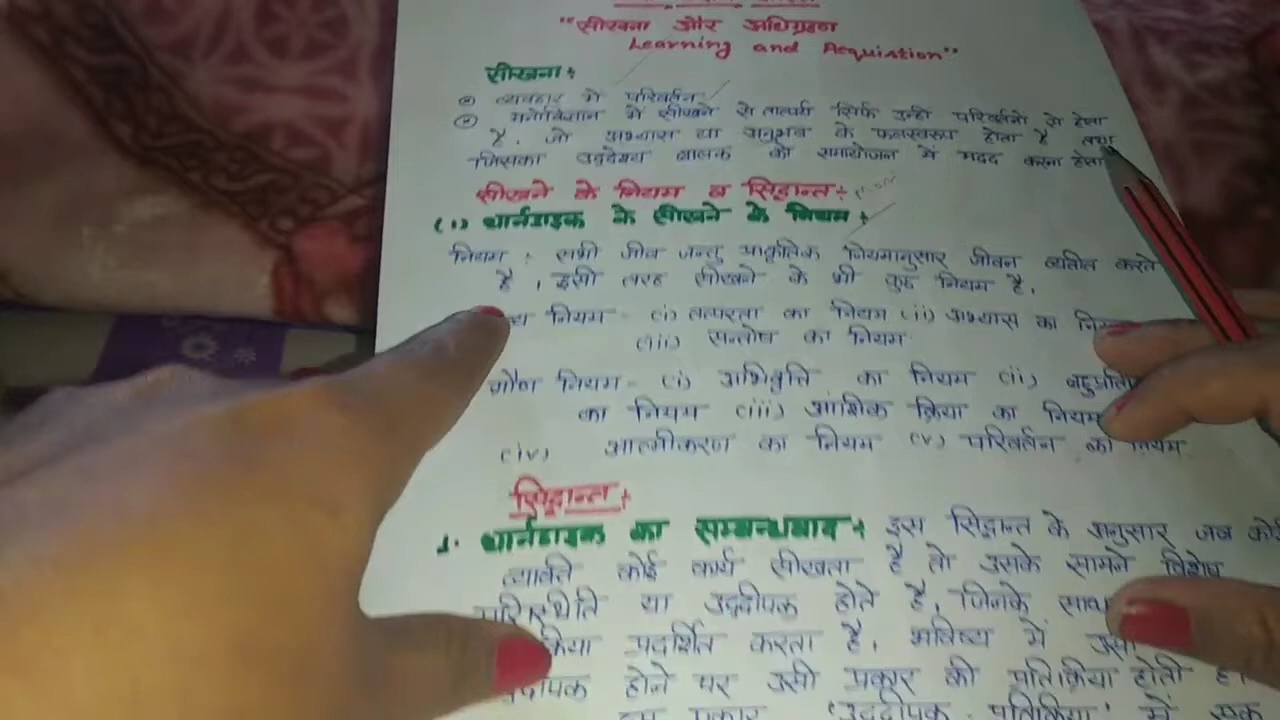 "सीखना और अधिग्रहण
Learning and Acquistion"
सीखना :
व्यवहार मे परिवर्तन
मनोविज्ञान में सीखने से तात्पर्य सिर्फ उन्ही परिवर्तनो से होता
है, जो अभ्यास या अनुभव के फलस्वरूप होता है तथा
जिसका उद्देश्य बालक को समायोजन में मदद करना होता
सीखने के नियम व सिद्धान्त :
(i) थार्नडाइक के सीखने के नियम :
नियम : सभी जीव जन्तु प्राकृतिक नियमानुसार जीवन व्यतित करते
है, इसी तरह सीखने के भी कुछ नियम है.
नियम - (i) तत्परता का नियम (ii) अभ्यास का
(iii) सन्तोष का नियम
गौण नियम - (i) अभिवृत्ति का नियम (ii)
का नियम (iii) आंशिक क्रिया का नियम
(iv) आत्मीकरण का नियम (v) परिवर्तन का नियम
सिद्धान्त :
1. थार्नडाइक का सम्बन्धवाद : इस सिद्वान्त के अनुसार जब
व्यक्ति कोई कार्य सीखता है तो उसके सामने विशेष
परिस्थिति या उद्दीपक होते है, जिनके साथ
प्रदर्शित करता है. भविष्य में
होने पर उसी प्रकार की प्रतिक्रिया होती
प्रकार 'उद्दीपक - प्रतिक्रिया' में